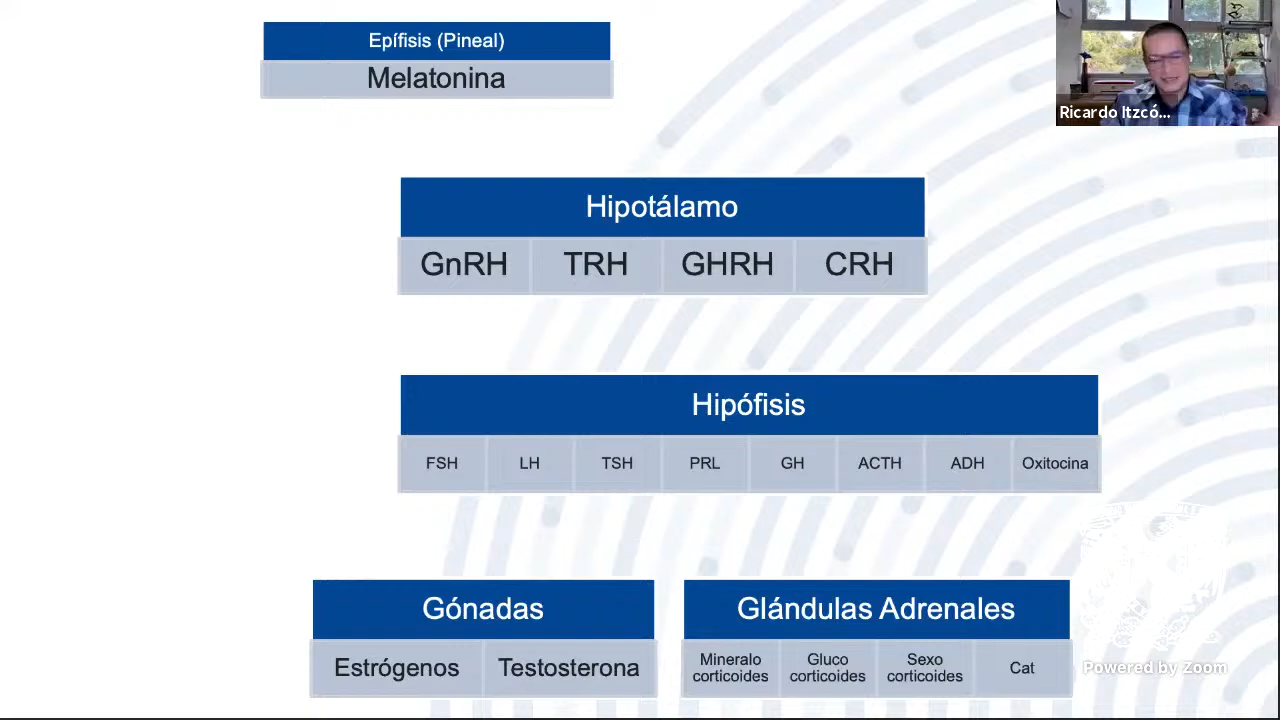 Epífisis (Pineal)
Melatonina
Ricardo Itzcó...
Hipotálamo
GnRH TRH GHRH CRH
Hipófisis
FSH LH TSH PRL GH ACTH ADH Oxitocina
Gónadas
Estrógenos Testosterona
Glándulas Adrenales
Mineralo
corticoides
Gluco
corticoides
Sexo
corticoides
Cat
Powered by Zoom